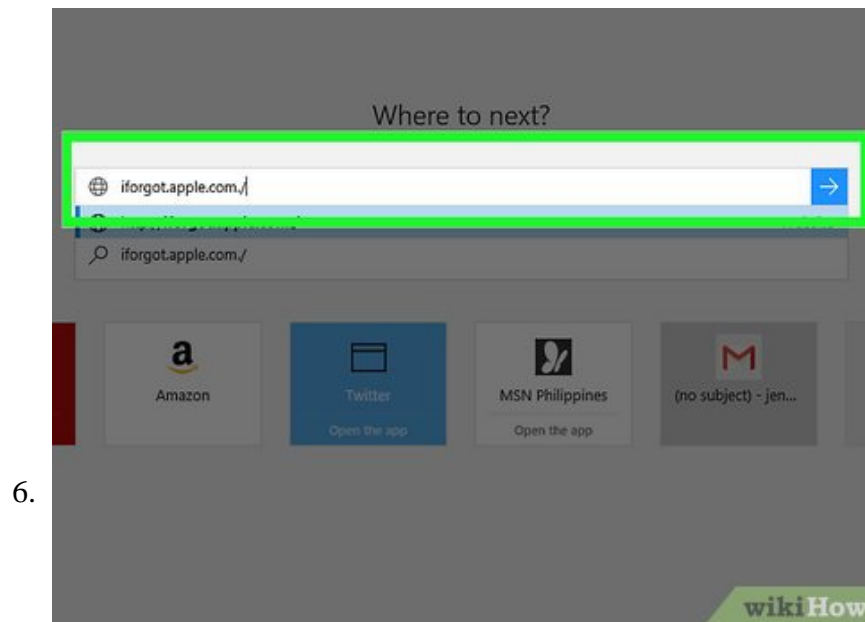 Where to next?
iforgot.apple.com./
iforgot.apple.com./
a
Amazon
Twitter
MSN Philippines
(no subject) - jen...
Open the app
Open the app
6.
wikiHow